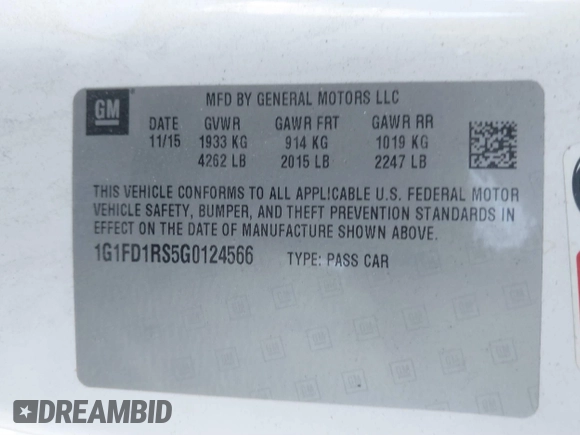 GM
MFD BY GENERAL MOTORS LLC
DATE GVWR GAWR FRT GAWR RR
11/15 1933 KG 914 KG 1019 KG
4262 LB 2015 LB 2247 LB
THIS VEHICLE CONFORMS TO ALL APPLICABLE U.S. FEDERAL MOTOR
VEHICLE SAFETY, BUMPER, AND THEFT PREVENTION STANDARDS IN
EFFECT ON THE DATE OF MANUFACTURE SHOWN ABOVE.
1G1FD1RS5G0124566 TYPE: PASS CAR
DREAMBID